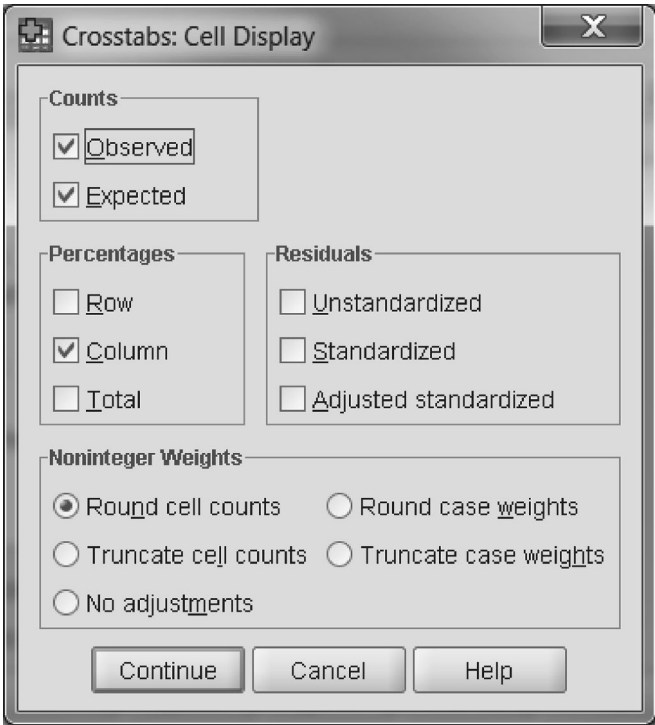 Crosstabs: Cell Display
Counts
Observed
Expected
Percentages
Row
Column
Total
Residuals
Unstandardized
Standardized
Adjusted standardized
Noninteger Weights
Round cell counts
Round case weights
Truncate cell counts
Truncate case weights
No adjustments
Continue
Cancel
Help